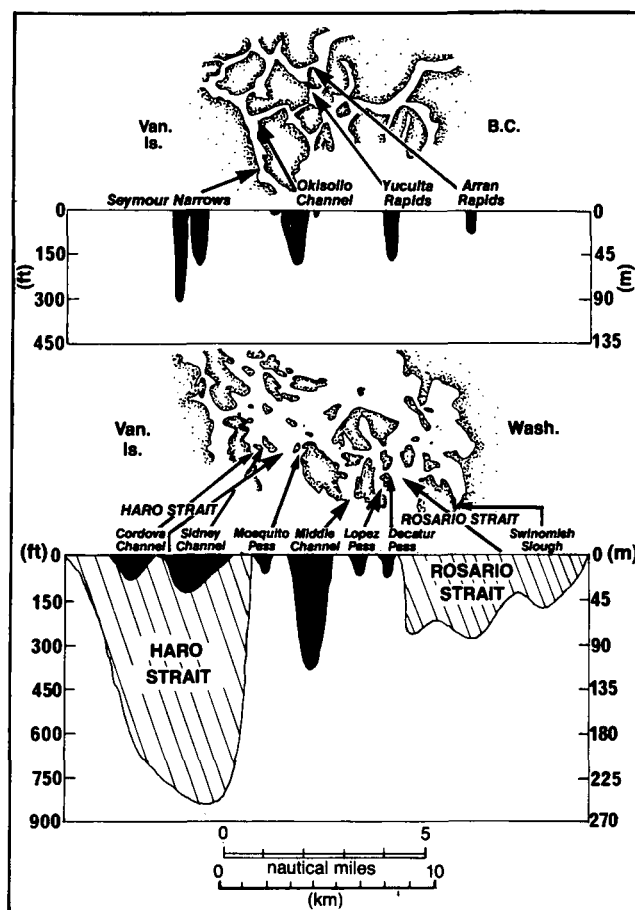 Van. Is.
B.C.
Seymour Narrows
Okisollo Channel
Yuculta Rapids
Arran Rapids
0
150
300
450
(ft)
0
45
90
135
(m)
Van. Is.
Wash.
HARO STRAIT
ROSARIO STRAIT
Cordova Channel
Sidney Channel
Mosquito Pass
Middle Channel
Lopez Pass
Decatur Pass
Swinomish Slough
(ft) 0
150
300
450
600
750
900
0 (m)
45
90
135
180
225
270
HARO STRAIT
ROSARIO STRAIT
0 5
nautical miles
0 10
(km)